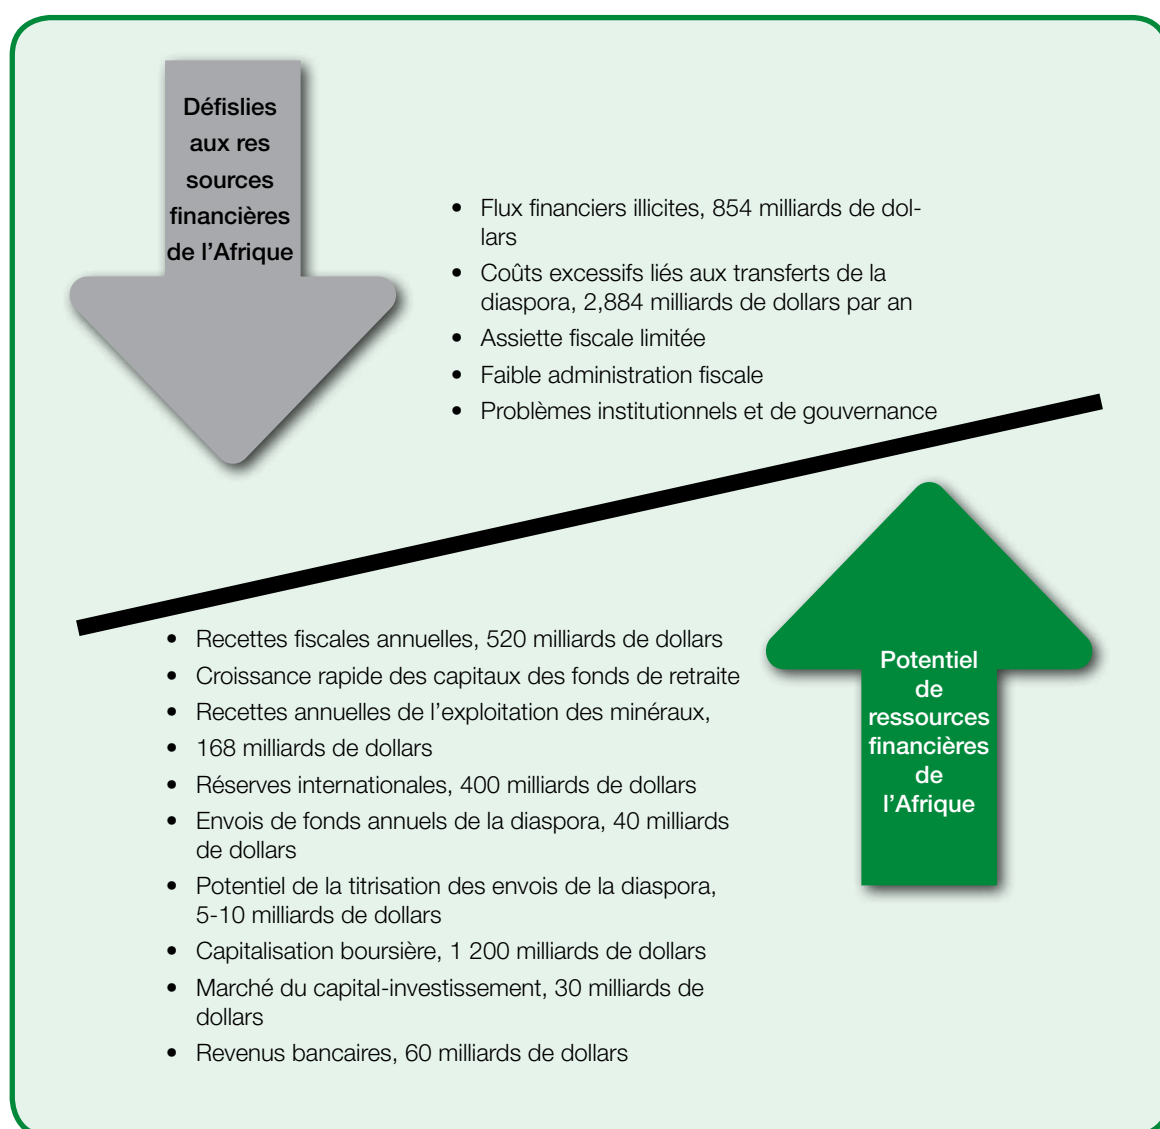 Défislies
aux res
sources
financières
de l’Afrique
• Flux financiers illicites, 854 milliards de dol-
lars
• Coûts excessifs liés aux transferts de la
diaspora, 2,884 milliards de dollars par an
• Assiette fiscale limitée
• Faible administration fiscale
• Problèmes institutionnels et de gouvernance
• Recettes fiscales annuelles, 520 milliards de dollars
• Croissance rapide des capitaux des fonds de retraite
• Recettes annuelles de l’exploitation des minéraux,
• 168 milliards de dollars
• Réserves internationales, 400 milliards de dollars
• Envois de fonds annuels de la diaspora, 40 milliards
de dollars
• Potentiel de la titrisation des envois de la diaspora,
5-10 milliards de dollars
• Capitalisation boursière, 1 200 milliards de dollars
• Marché du capital-investissement, 30 milliards de
dollars
• Revenus bancaires, 60 milliards de dollars
Potentiel
de
ressources
financières
de
l’Afrique